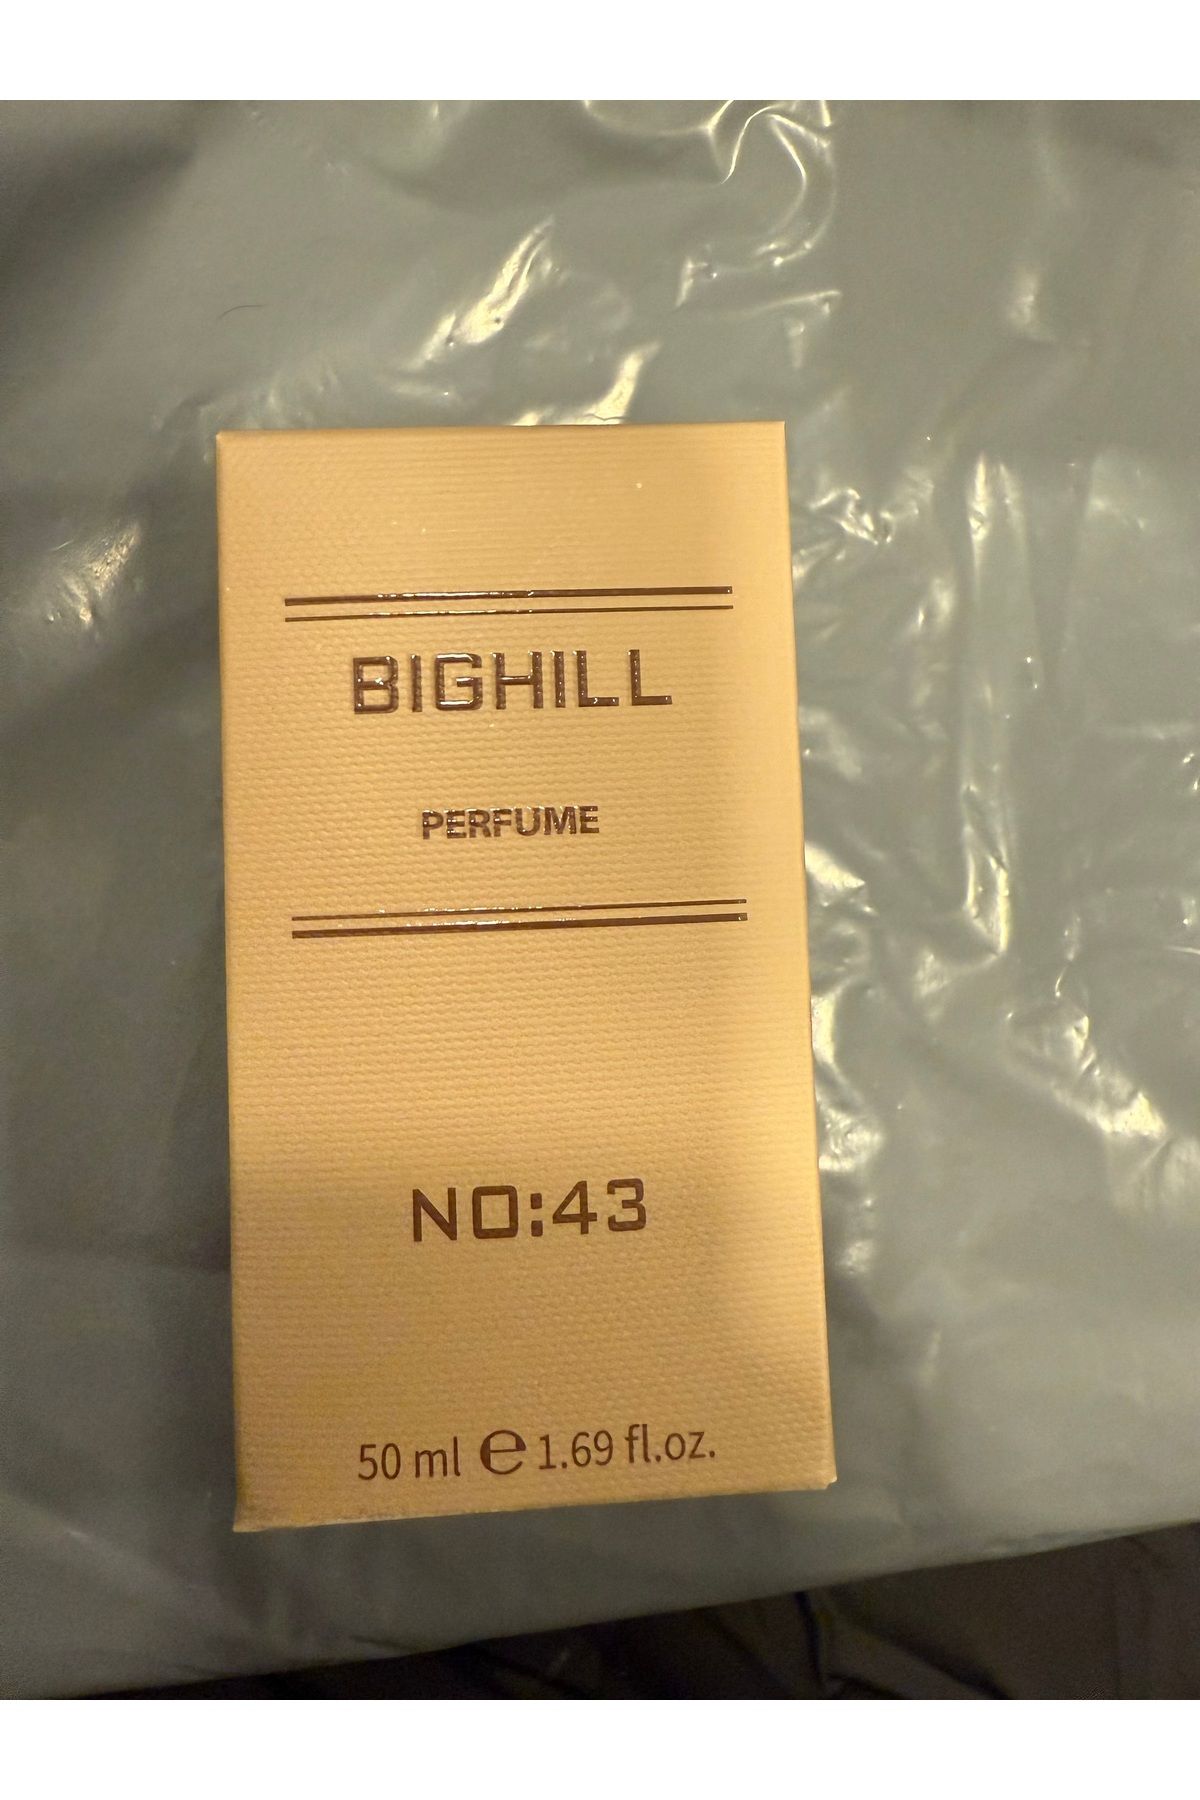 BIGHILL
PERFUME
NO:43
50 ml ℮ 1.69 fl.oz.